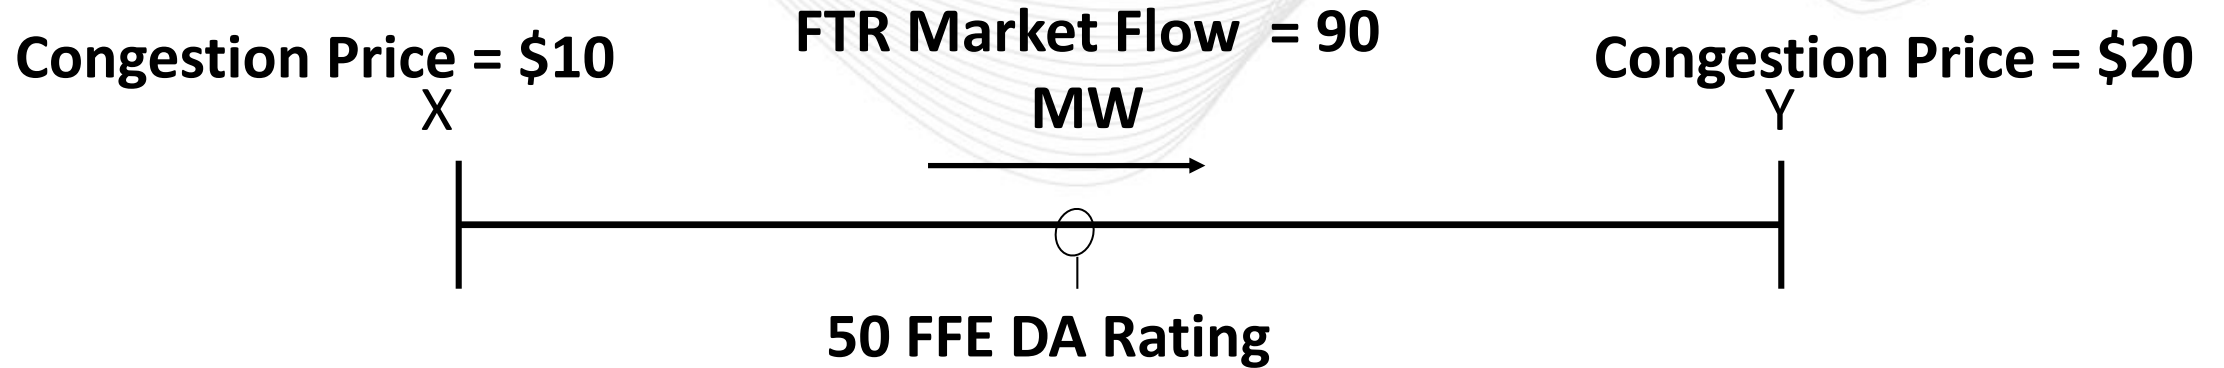 Congestion Price = $10
X
FTR Market Flow = 90
MW
Congestion Price = $20
Y
50 FFE DA Rating